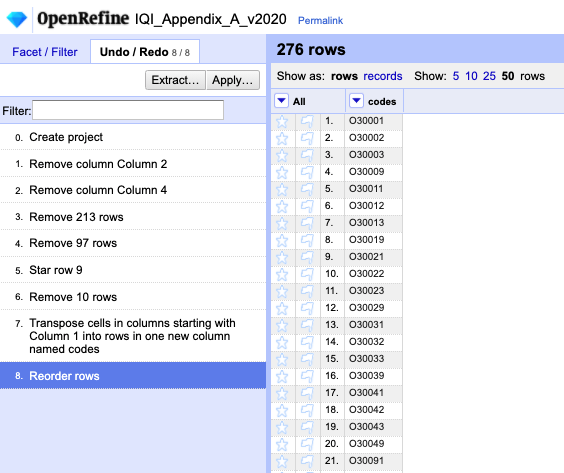 OpenRefine IQI_Appendix_A_v2020 Permalink
Facet / Filter Undo / Redo 8 / 8
Extract... Apply...
Filter:
0. Create project
1. Remove column Column 2
2. Remove column Column 4
3. Remove 213 rows
4. Remove 97 rows
5. Star row 9
6. Remove 10 rows
7. Transpose cells in columns starting with
Column 1 into rows in one new column
named codes
8. Reorder rows
276 rows
Show as: rows records Show: 5 10 25 50 rows
All codes
1. O30001
2. O30002
3. O30003
4. O30009
5. O30011
6. O30012
7. O30013
8. O30019
9. O30021
10. O30022
11. O30023
12. O30029
13. O30031
14. O30032
15. O30033
16. O30039
17. O30041
18. O30042
19. O30043
20. O30049
21. O30091